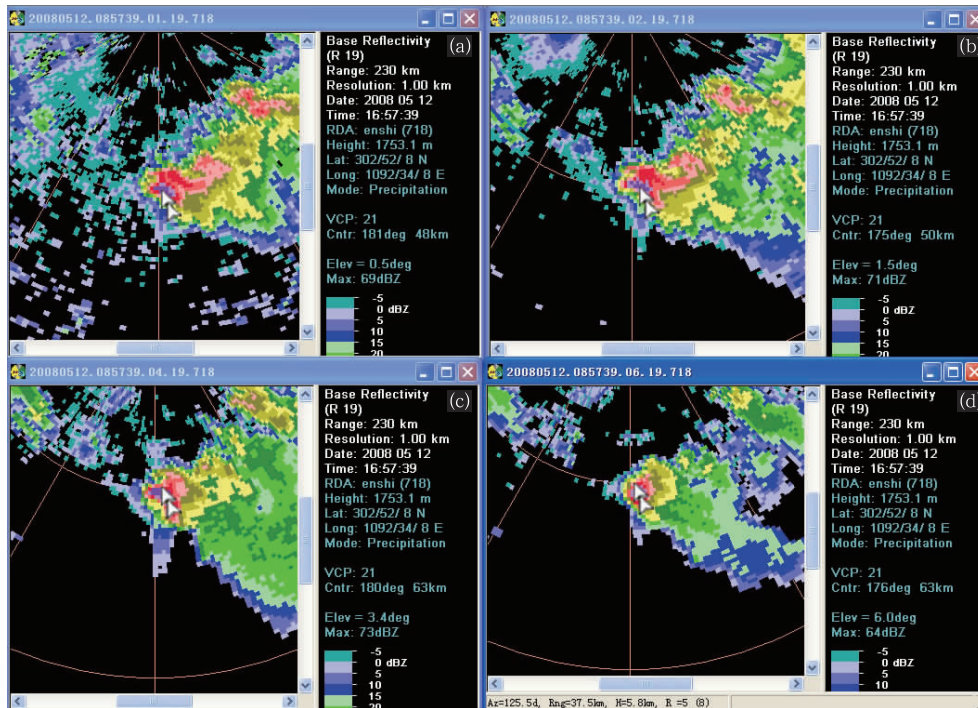 20080512.085739.01.19.718
(a)
Base Reflectivity
(R 19)
Range: 230 km
Resolution: 1.00 km
Date: 2008 05 12
Time: 16:57:39
RDA: enshi (718)
Height: 1753.1 m
Lat: 302/52/ 8 N
Long: 1092/34/ 8 E
Mode: Precipitation
VCP: 21
Cntr: 181deg 48km
Elev = 0.5deg
Max: 69dBZ
-5
0 dBZ
5
10
15
20
20080512.085739.02.19.718
(b)
Base Reflectivity
(R 19)
Range: 230 km
Resolution: 1.00 km
Date: 2008 05 12
Time: 16:57:39
RDA: enshi (718)
Height: 1753.1 m
Lat: 302/52/ 8 N
Long: 1092/34/ 8 E
Mode: Precipitation
VCP: 21
Cntr: 175deg 50km
Elev = 1.5deg
Max: 71dBZ
-5
0 dBZ
5
10
15
20
20080512.085739.04.19.718
(c)
Base Reflectivity
(R 19)
Range: 230 km
Resolution: 1.00 km
Date: 2008 05 12
Time: 16:57:39
RDA: enshi (718)
Height: 1753.1 m
Lat: 302/52/ 8 N
Long: 1092/34/ 8 E
Mode: Precipitation
VCP: 21
Cntr: 180deg 63km
Elev = 3.4deg
Max: 73dBZ
-5
0 dBZ
5
10
15
20
20080512.085739.06.19.718
(d)
Base Reflectivity
(R 19)
Range: 230 km
Resolution: 1.00 km
Date: 2008 05 12
Time: 16:57:39
RDA: enshi (718)
Height: 1753.1 m
Lat: 302/52/ 8 N
Long: 1092/34/ 8 E
Mode: Precipitation
VCP: 21
Cntr: 176deg 63km
Elev = 6.0deg
Max: 64dBZ
-5
0 dBZ
5
10
15
Az=125.5d, Rng=37.5km, H=5.8km, R =5 (8)